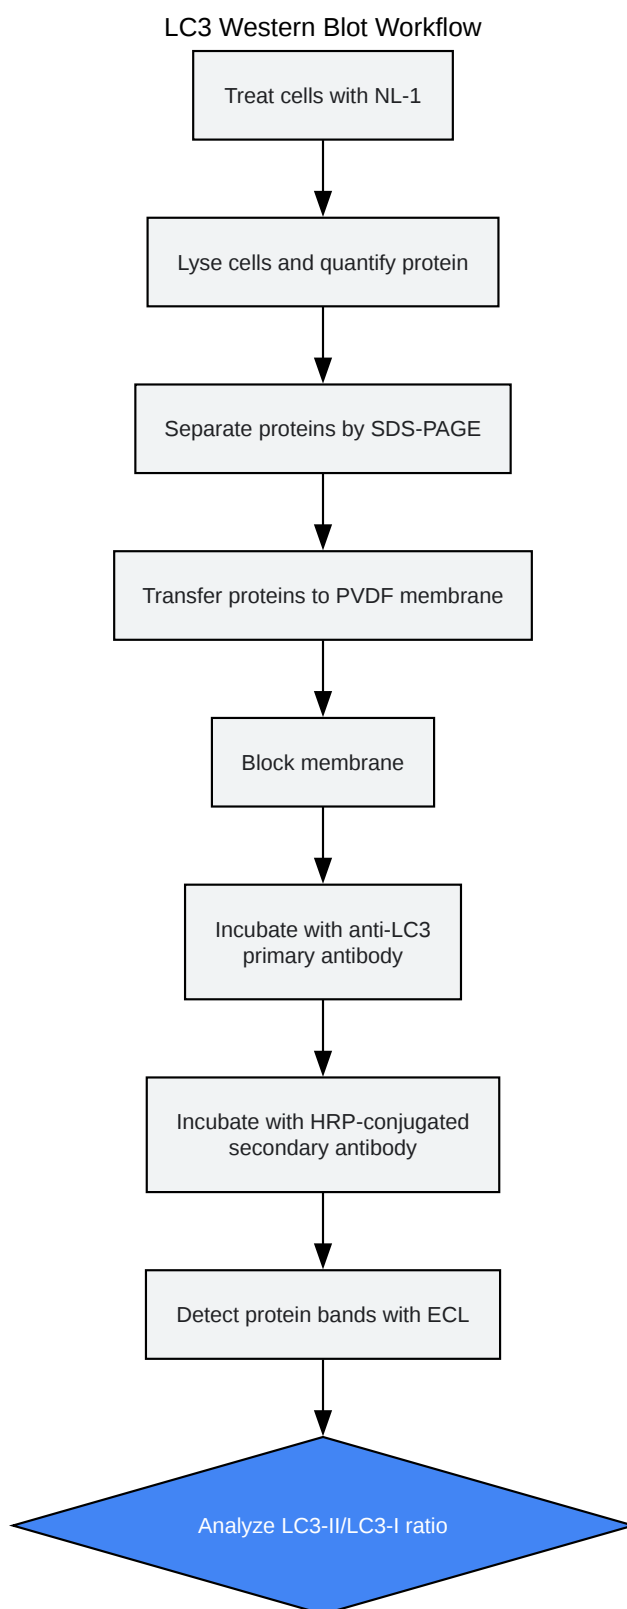 LC3 Western Blot Workflow
Treat cells with NL-1
Lyse cells and quantify protein
Separate proteins by SDS-PAGE
Transfer proteins to PVDF membrane
Block membrane
Incubate with anti-LC3
primary antibody
Incubate with HRP-conjugated
secondary antibody
Detect protein bands with ECL
Analyze LC3-II/LC3-I ratio